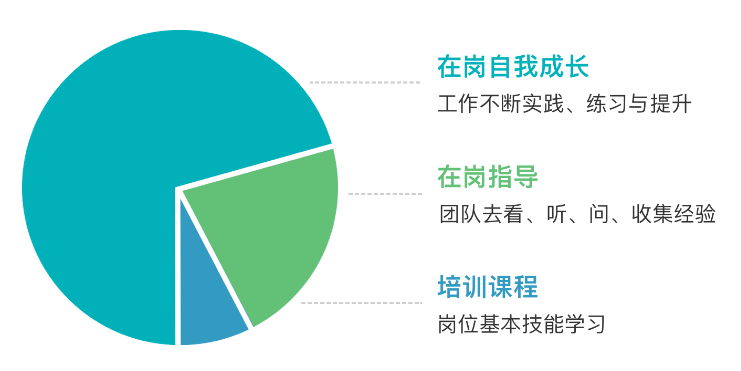 在岗自我成长
工作不断实践、练习与提升
在岗指导
团队去看、听、问、收集经验
培训课程
岗位基本技能学习